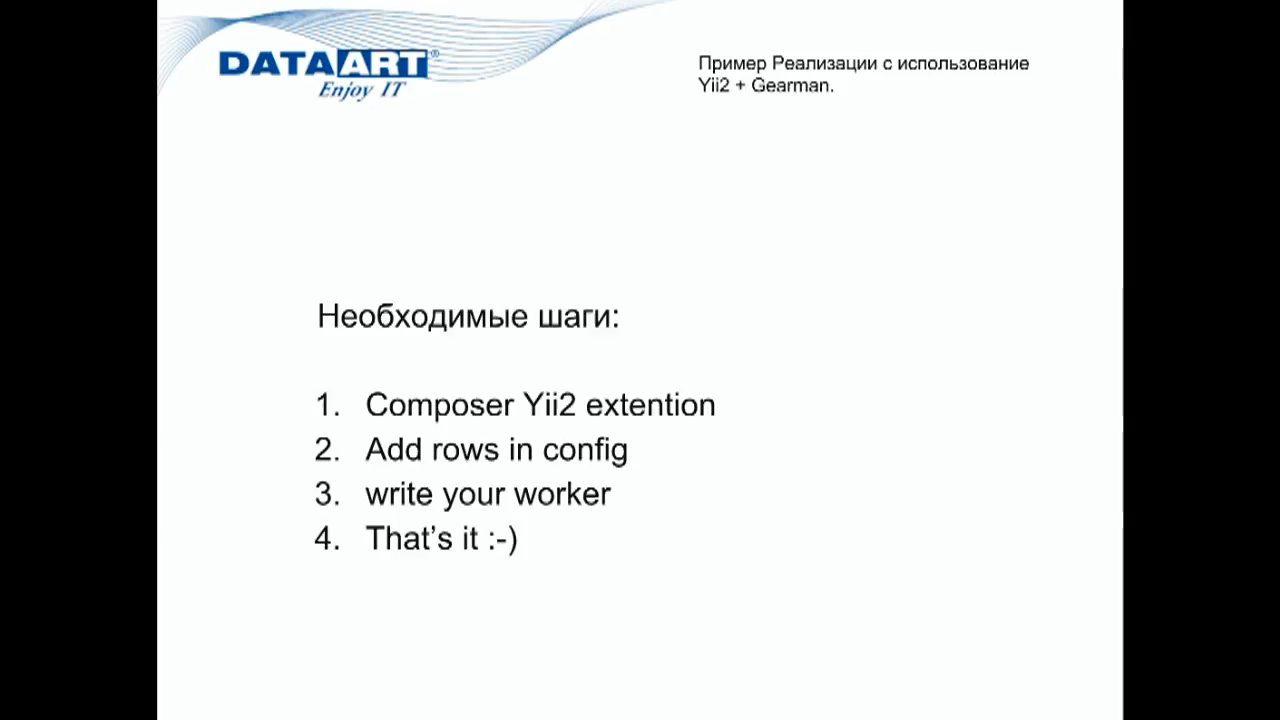 DATAART®
Enjoy IT
Пример Реализации с использование
Yii2 + Gearman.
Необходимые шаги:
1. Composer Yii2 extention
2. Add rows in config
3. write your worker
4. That’s it :-)